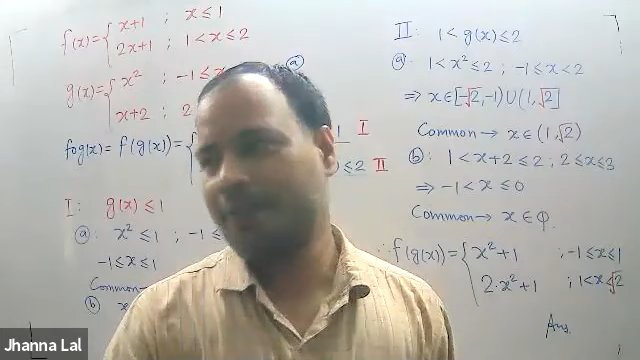 f(x)= { x+1 ; x≤1
2x+1 ; 1<x≤2
g(x)= { x² ; -1≤x
x+2 ; 2
fog(x)= f(g(x))= {
1 I
≤2 II
I: g(x)≤1
ⓐ: x²≤1 ; -1≤
-1≤x≤1
Common
ⓑ x
ⓐ
II: 1<g(x)≤2
ⓐ: 1<x²≤2 ; -1≤x<2
⇒ x∈[-√2,-1)∪(1,√2]
Common→ x∈(1,√2)
ⓑ: 1<x+2≤2 ; 2≤x≤3
⇒ -1<x≤0
Common→ x∈φ.
∴ f(g(x))= { x²+1 ; -1≤x≤1
2·x²+1 ; 1<x≤√2
Ans.
Jhanna Lal